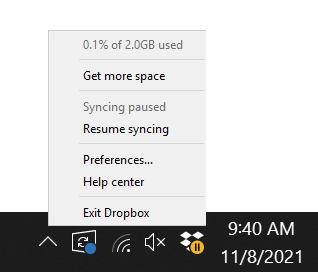 0.1% of 2.0GB used
Get more space
Syncing paused
Resume syncing
Preferences...
Help center
Exit Dropbox
9:40 AM
11/8/2021